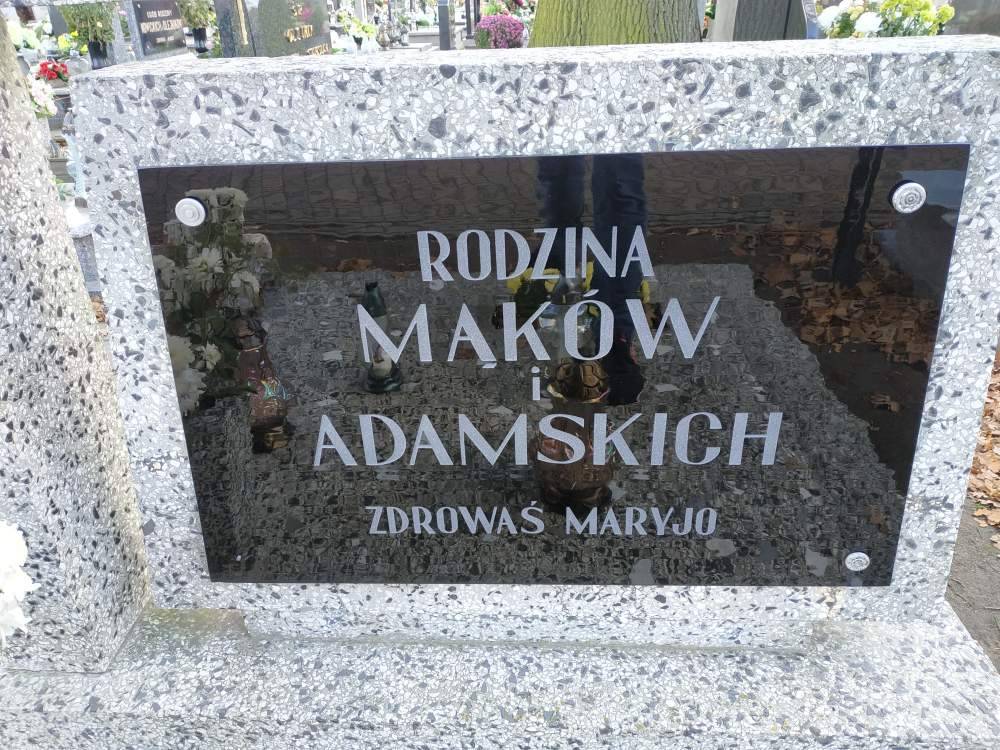 RODZINA
MĄKÓW
i
ADAMSKICH
ZDROWAŚ MARYJO